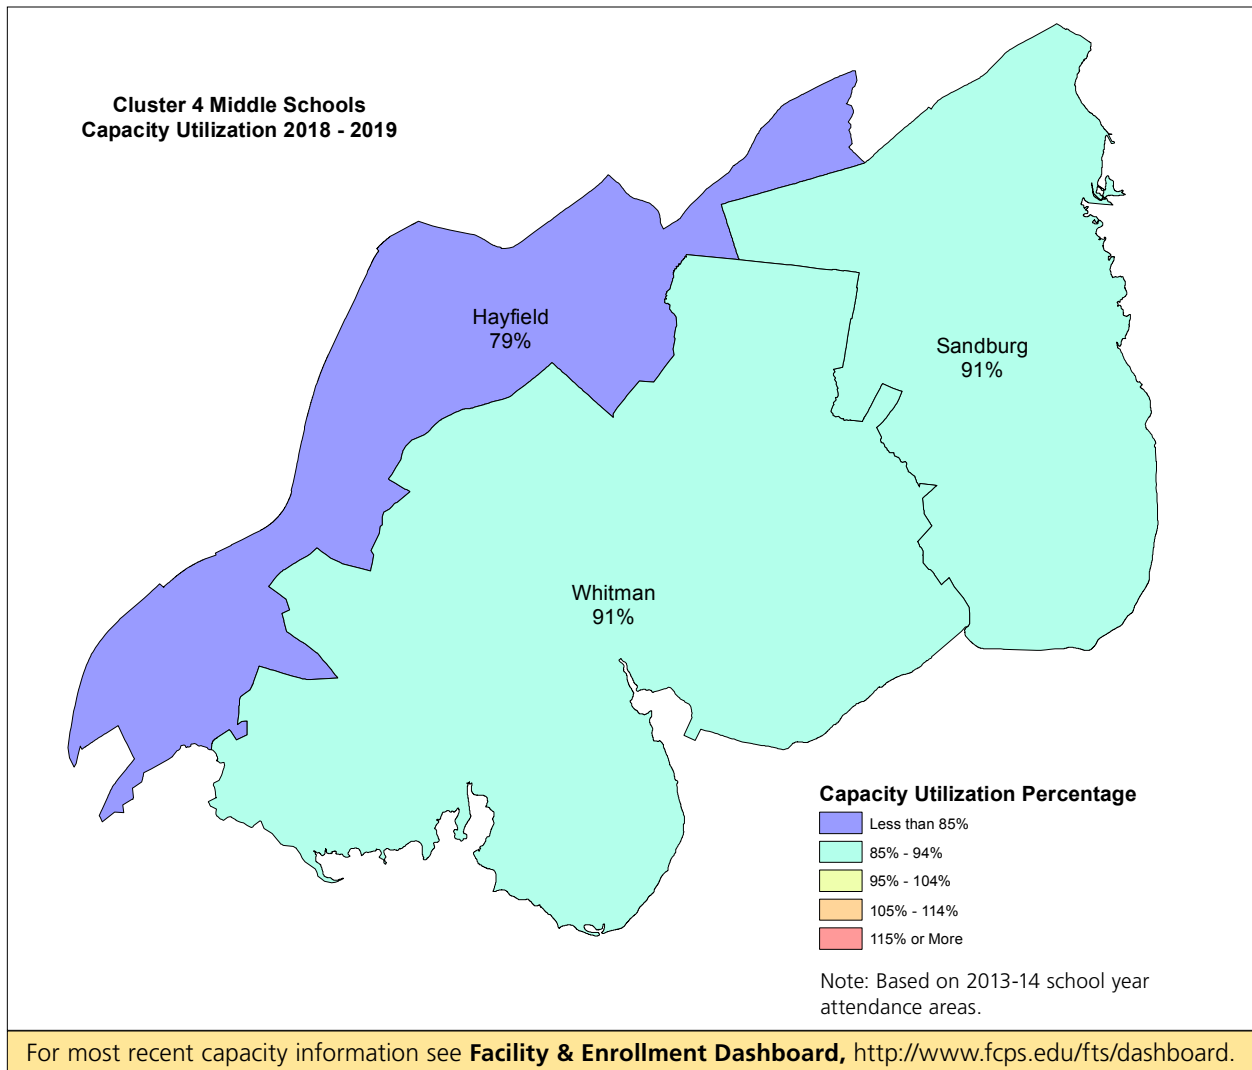 Cluster 4 Middle Schools
Capacity Utilization 2018 - 2019
Hayfield
79%
Sandburg
91%
Whitman
91%
Capacity Utilization Percentage
Less than 85%
85% - 94%
95% - 104%
105% - 114%
115% or More
Note: Based on 2013-14 school year
attendance areas.
For most recent capacity information see Facility & Enrollment Dashboard, http://www.fcps.edu/fts/dashboard.